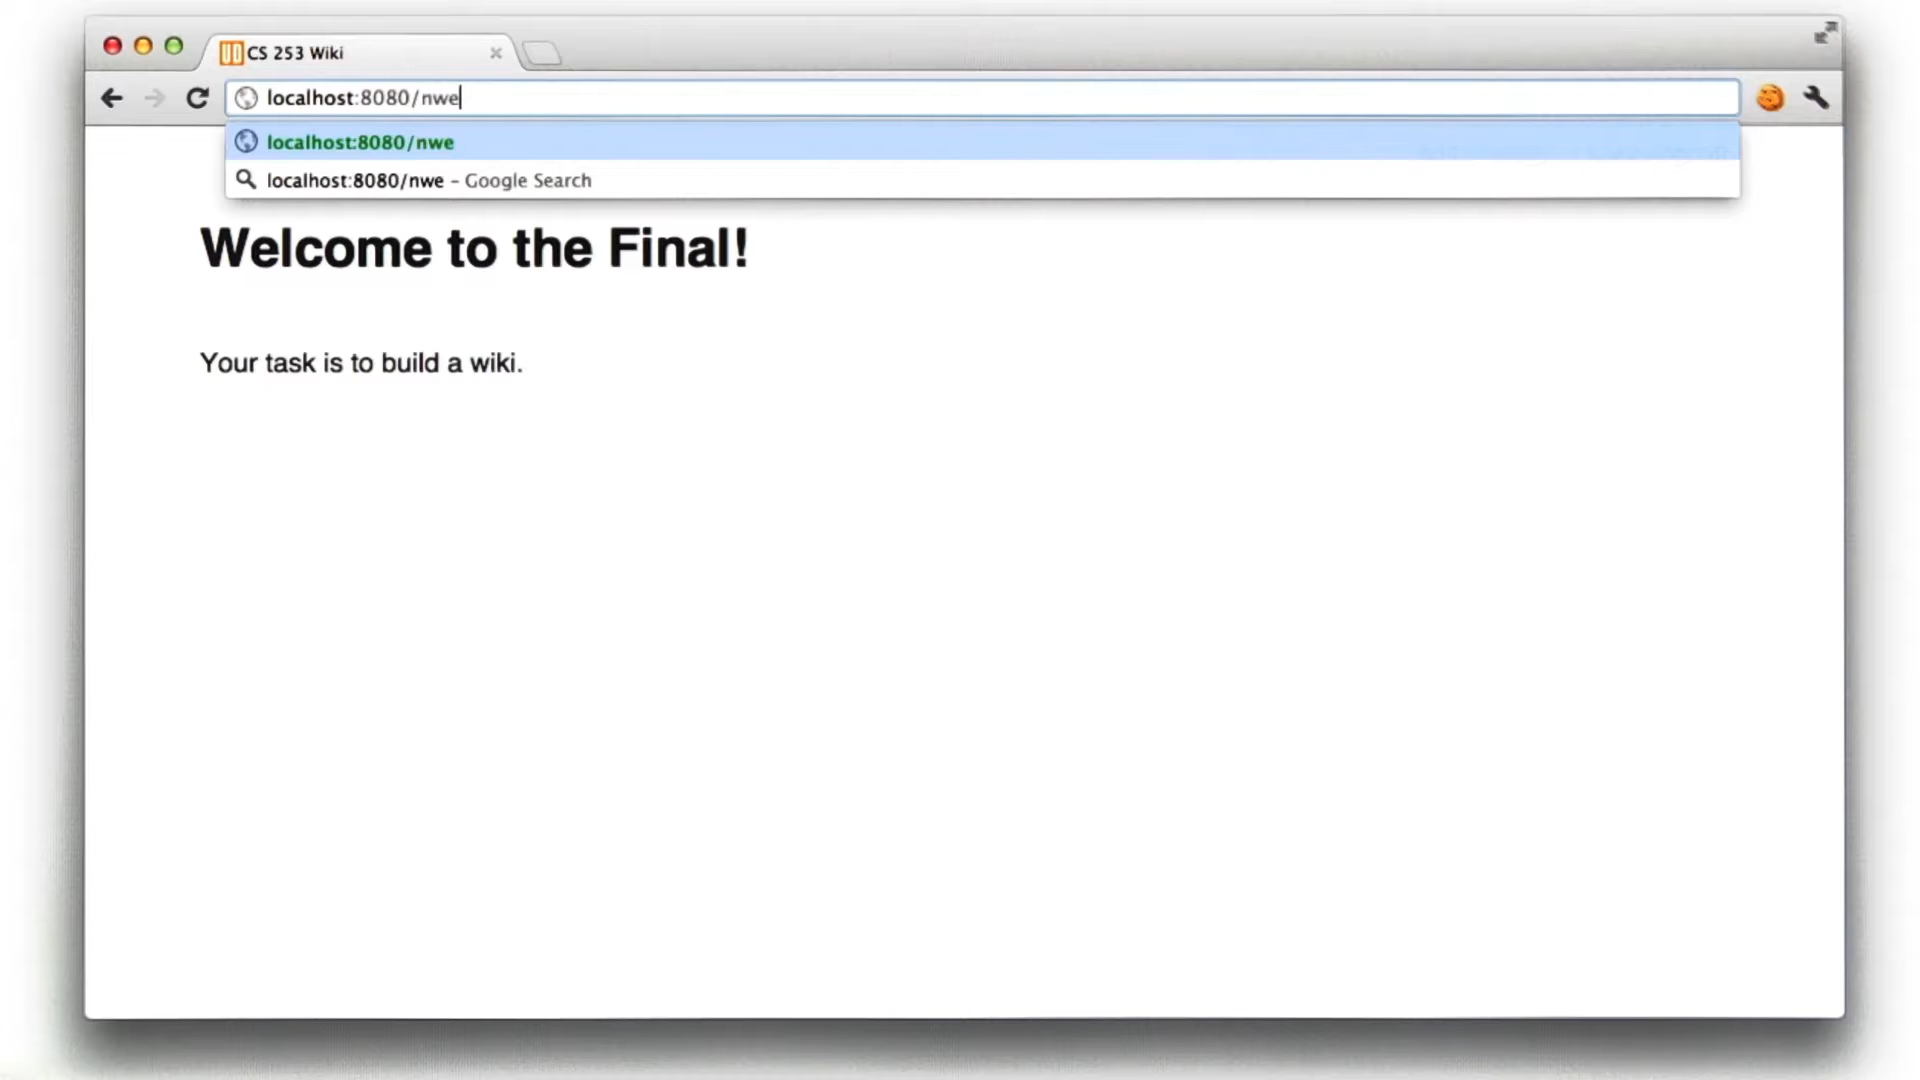 CS 253 Wiki
localhost:8080/nwe
localhost:8080/nwe
localhost:8080/nwe - Google Search
Welcome to the Final!
Your task is to build a wiki.